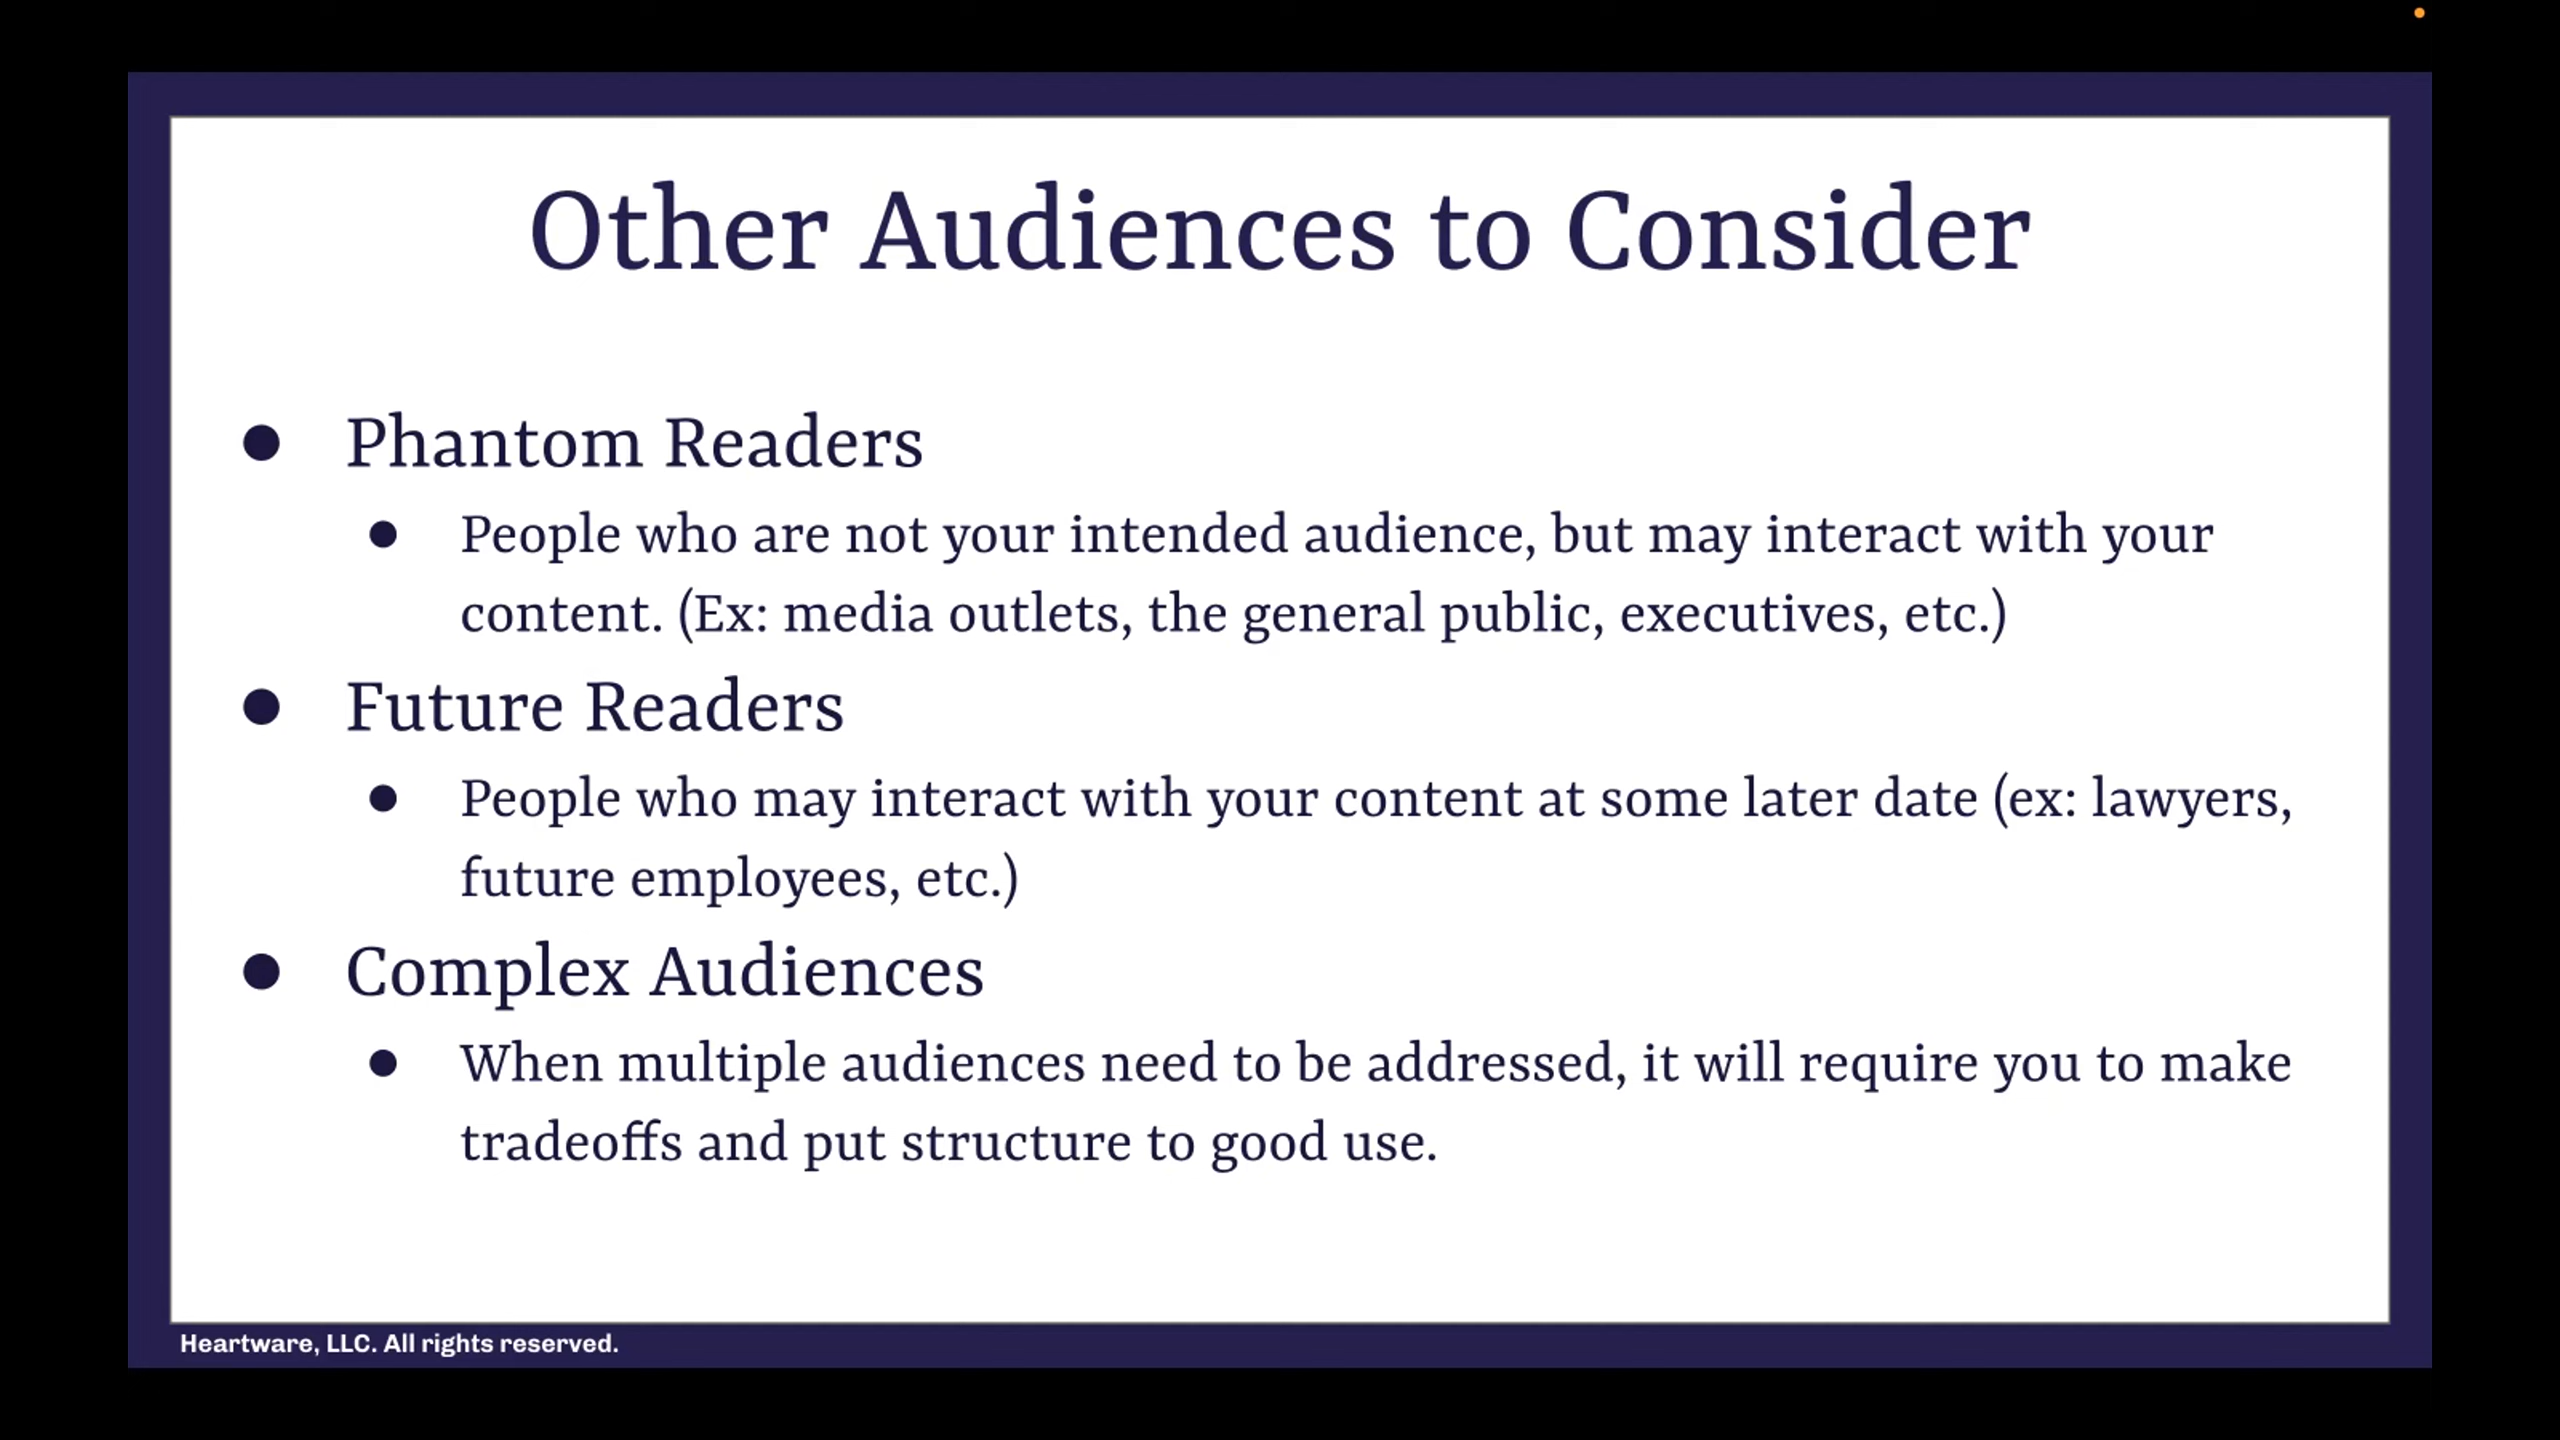 Other Audiences to Consider
● Phantom Readers
● People who are not your intended audience, but may interact with your
content. (Ex: media outlets, the general public, executives, etc.)
● Future Readers
● People who may interact with your content at some later date (ex: lawyers,
future employees, etc.)
● Complex Audiences
● When multiple audiences need to be addressed, it will require you to make
tradeoffs and put structure to good use.
Heartware, LLC. All rights reserved.